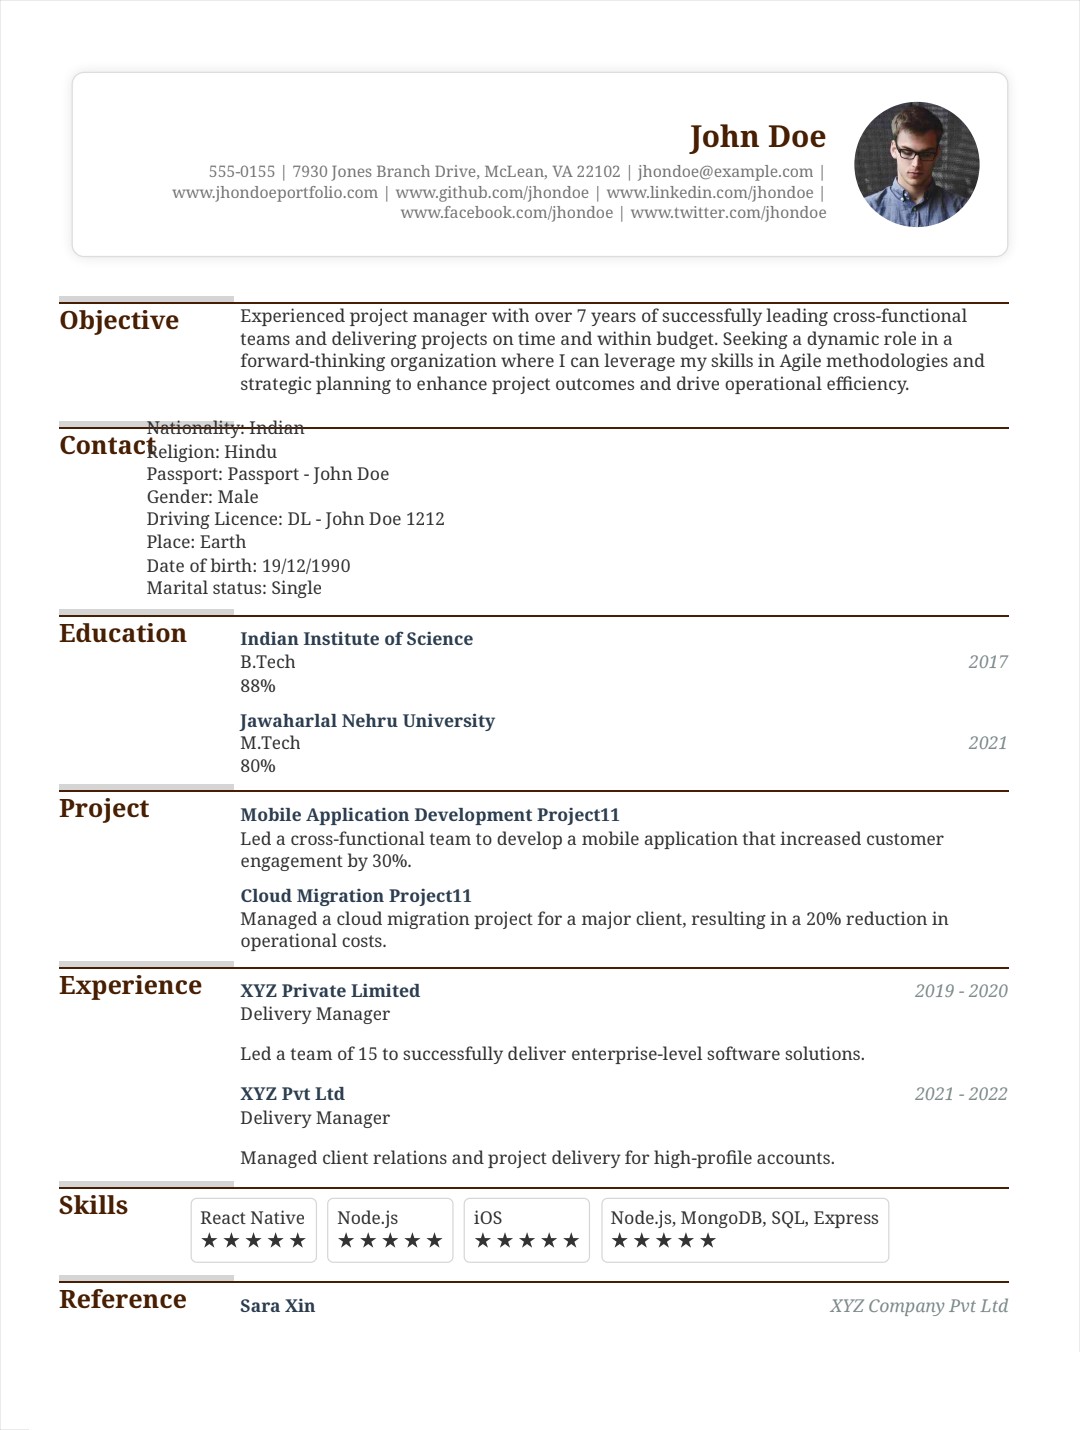 John Doe
555-0155 | 7930 Jones Branch Drive, McLean, VA 22102 | jhondoe@example.com |
www.jhondoeportfolio.com | www.github.com/jhondoe | www.linkedin.com/jhondoe |
www.facebook.com/jhondoe | www.twitter.com/jhondoe
Objective
Experienced project manager with over 7 years of successfully leading cross-functional
teams and delivering projects on time and within budget. Seeking a dynamic role in a
forward-thinking organization where I can leverage my skills in Agile methodologies and
strategic planning to enhance project outcomes and drive operational efficiency.
Contact
Nationality: Indian
Religion: Hindu
Passport: Passport - John Doe
Gender: Male
Driving Licence: DL - John Doe 1212
Place: Earth
Date of birth: 19/12/1990
Marital status: Single
Education
Indian Institute of Science
B.Tech 2017
88%
Jawaharlal Nehru University
M.Tech 2021
80%
Project
Mobile Application Development Project11
Led a cross-functional team to develop a mobile application that increased customer
engagement by 30%.
Cloud Migration Project11
Managed a cloud migration project for a major client, resulting in a 20% reduction in
operational costs.
Experience
XYZ Private Limited 2019 - 2020
Delivery Manager
Led a team of 15 to successfully deliver enterprise-level software solutions.
XYZ Pvt Ltd 2021 - 2022
Delivery Manager
Managed client relations and project delivery for high-profile accounts.
Skills
React Native
★★★★★
Node.js
★★★★★
iOS
★★★★★
Node.js, MongoDB, SQL, Express
★★★★★
Reference
Sara Xin XYZ Company Pvt Ltd